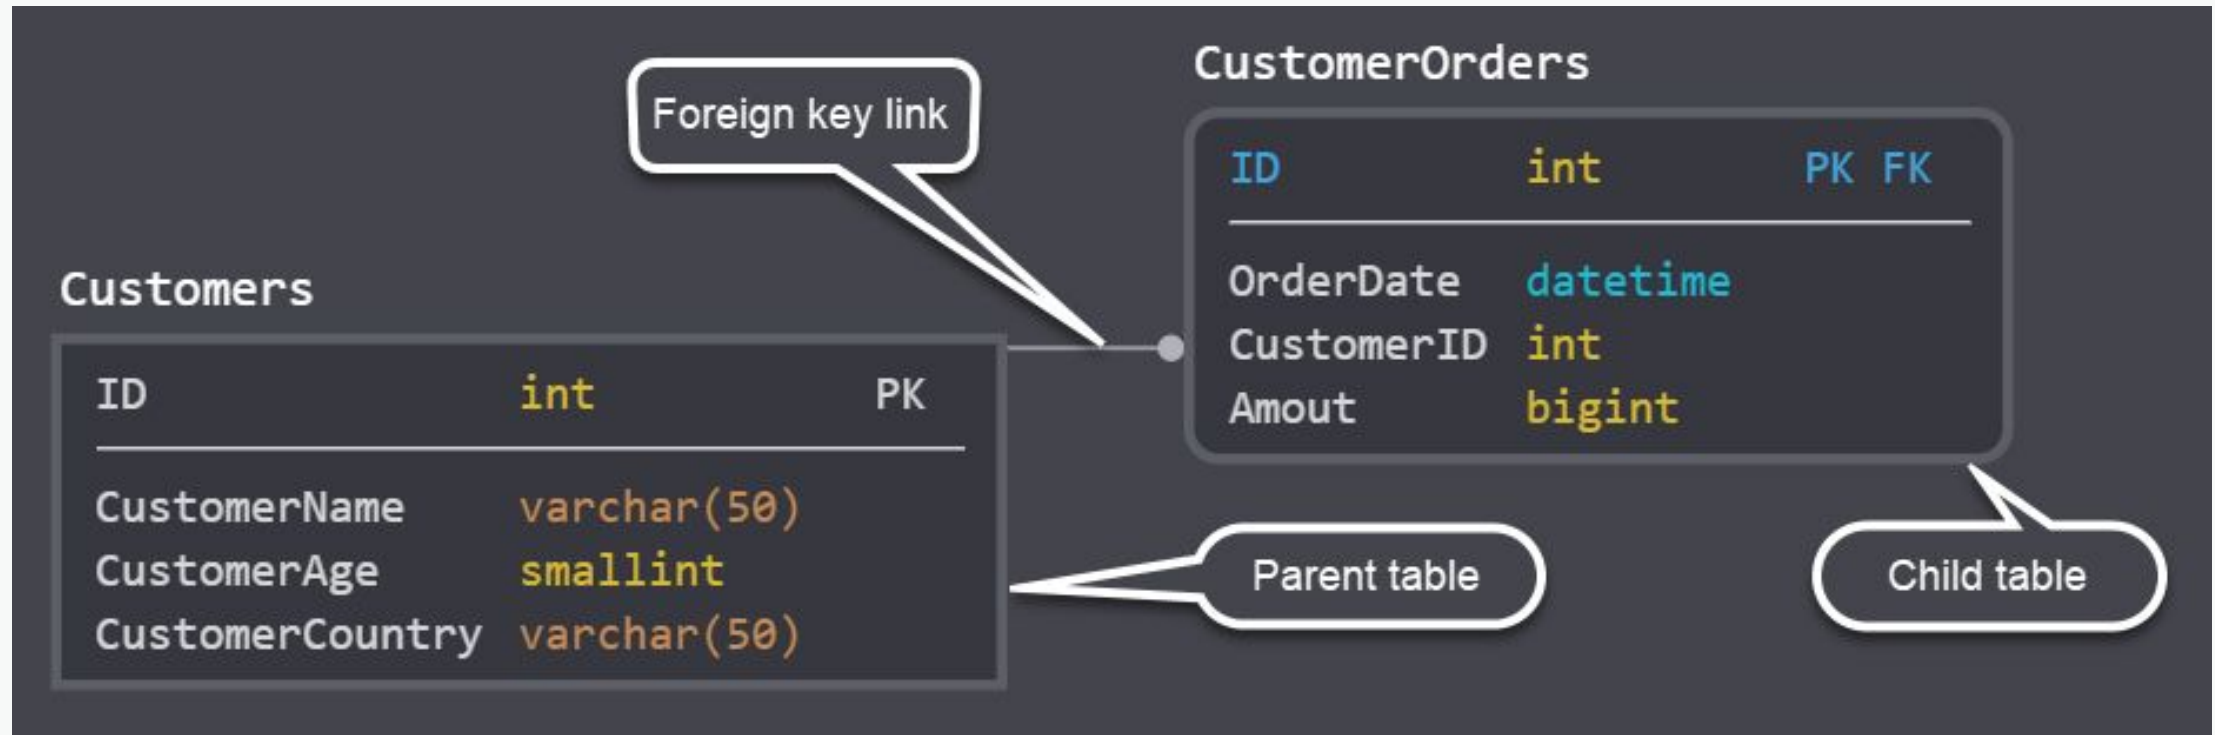 CustomerOrders
Foreign key link
ID int PK FK
OrderDate datetime
CustomerID int
Amout bigint
Customers
ID int PK
CustomerName varchar(50)
CustomerAge smallint
CustomerCountry varchar(50)
Parent table
Child table